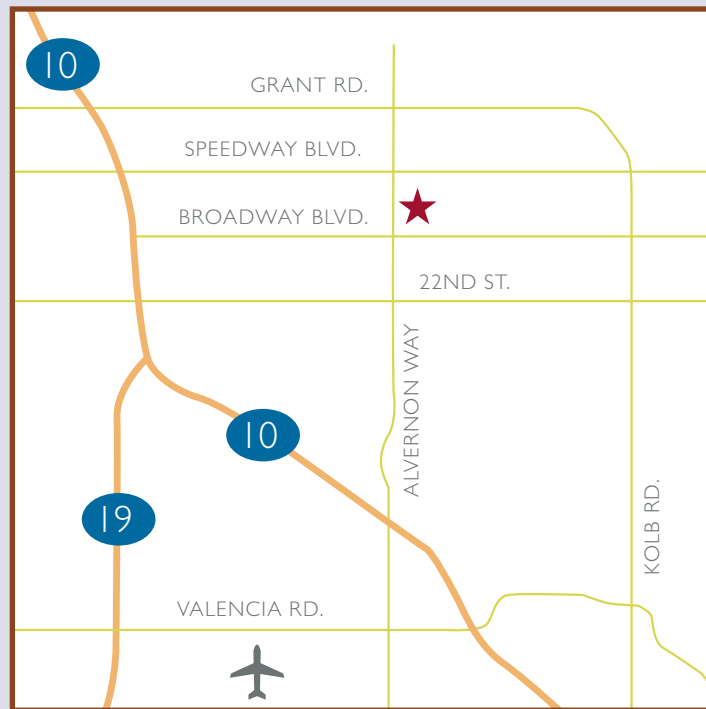 10
GRANT RD.
SPEEDWAY BLVD.
BROADWAY BLVD.
22ND ST.
ALVERNON WAY
10
19
KOLB RD.
VALENCIA RD.